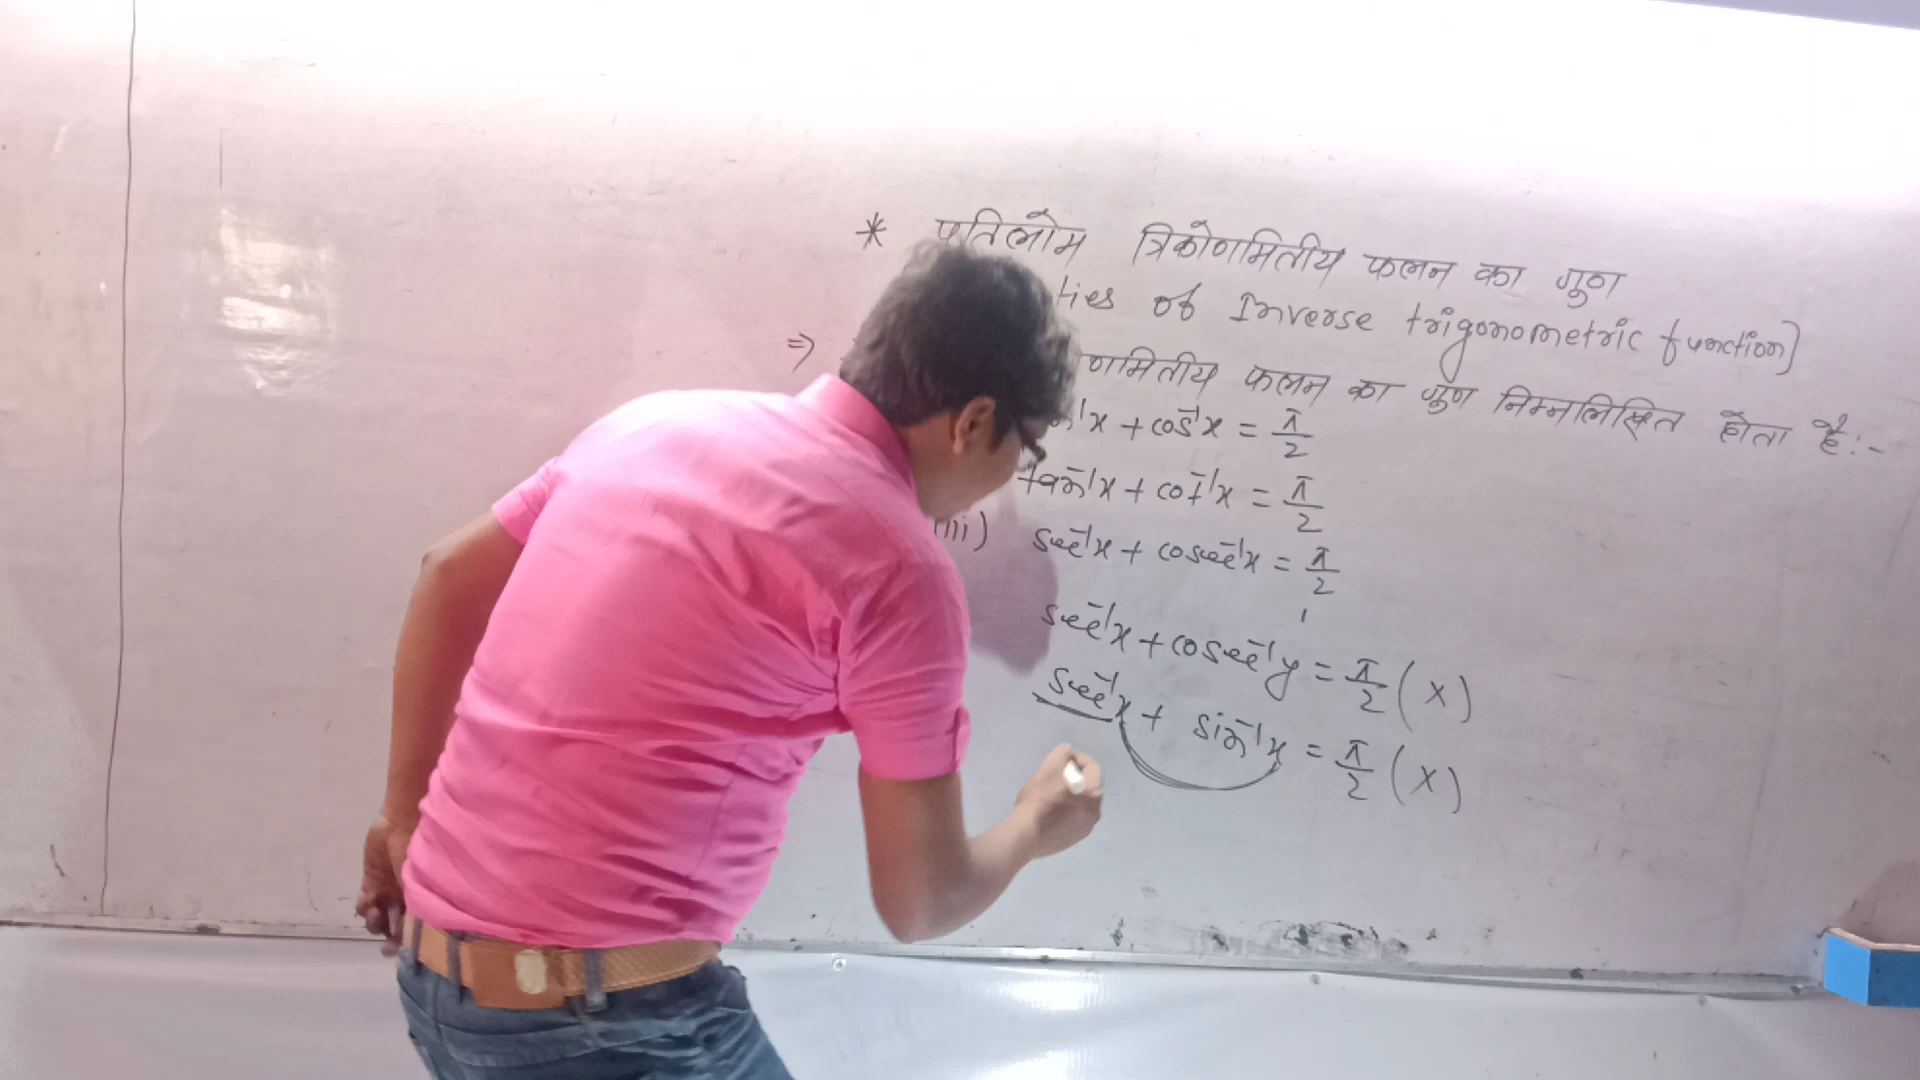 * प्रतिलोम त्रिकोणमितीय फलन का गुण
ties of Inverse trigonometric function]
⇒ णमितीय फलन का गुण निम्नलिखित होता है:-
n⁻¹x + cos⁻¹x = π/2
tan⁻¹x + cot⁻¹x = π/2
iii) sec⁻¹x + cosec⁻¹x = π/2
sec⁻¹x + cosec⁻¹y = π/2 (x)
sec⁻¹x + sin⁻¹x = π/2 (x)